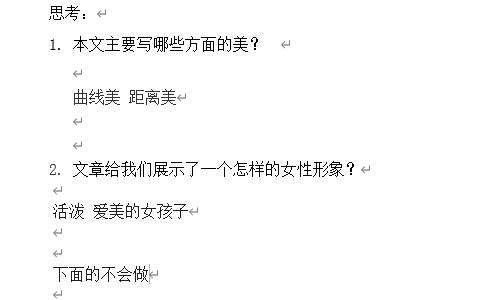 思考：
1. 本文主要写哪些方面的美？
曲线美 距离美
2. 文章给我们展示了一个怎样的女性形象？
活泼 爱美的女孩子
下面的不会做